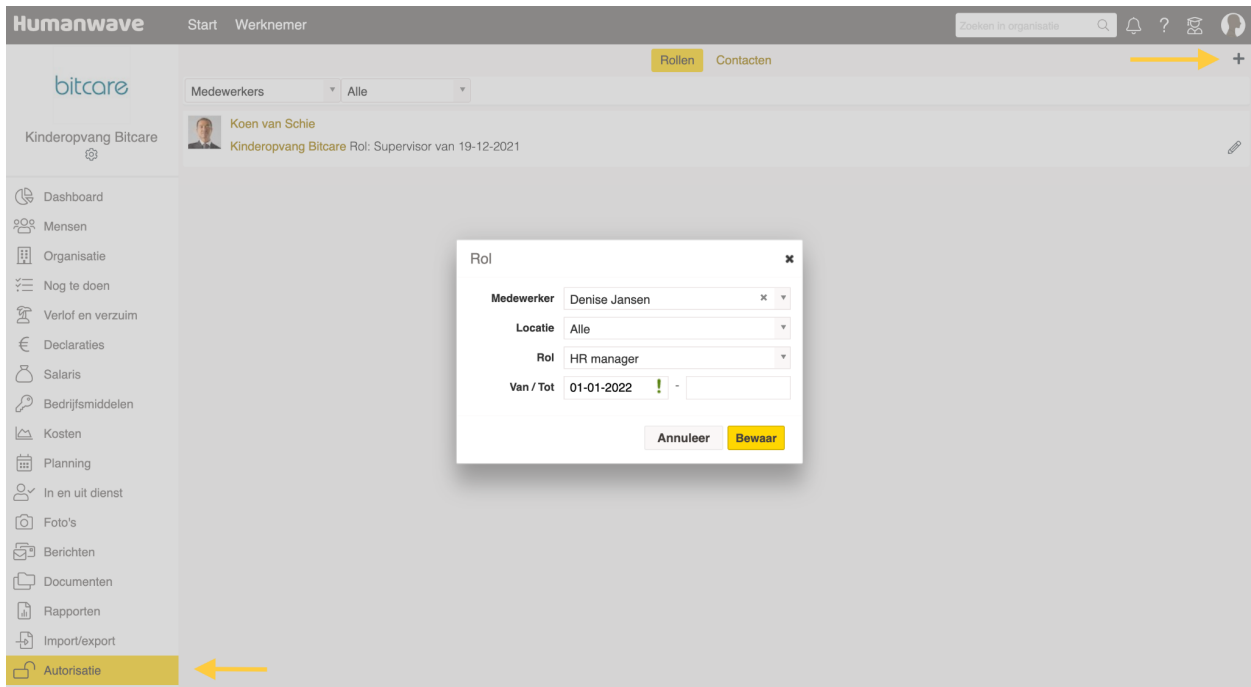 Humanwave Start Werknemer Zoeken in organisatie ?
Rollen Contacten +
bitcare
Kinderopvang Bitcare
Medewerkers Alle
Koen van Schie
Kinderopvang Bitcare Rol: Supervisor van 19-12-2021
Dashboard
Mensen
Organisatie
Nog te doen
Verlof en verzuim
Declaraties
Salaris
Bedrijfsmiddelen
Kosten
Planning
In en uit dienst
Foto's
Berichten
Documenten
Rapporten
Import/export
Autorisatie
Rol
Medewerker Denise Jansen
Locatie Alle
Rol HR manager
Van / Tot 01-01-2022 ! -
Annuleer Bewaar